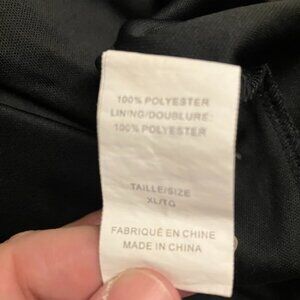 100% POLYESTER
LINING/DOUBLURE:
100% POLYESTER
TAILLE/SIZE
XL/TG
FABRIQUÉ EN CHINE
MADE IN CHINA